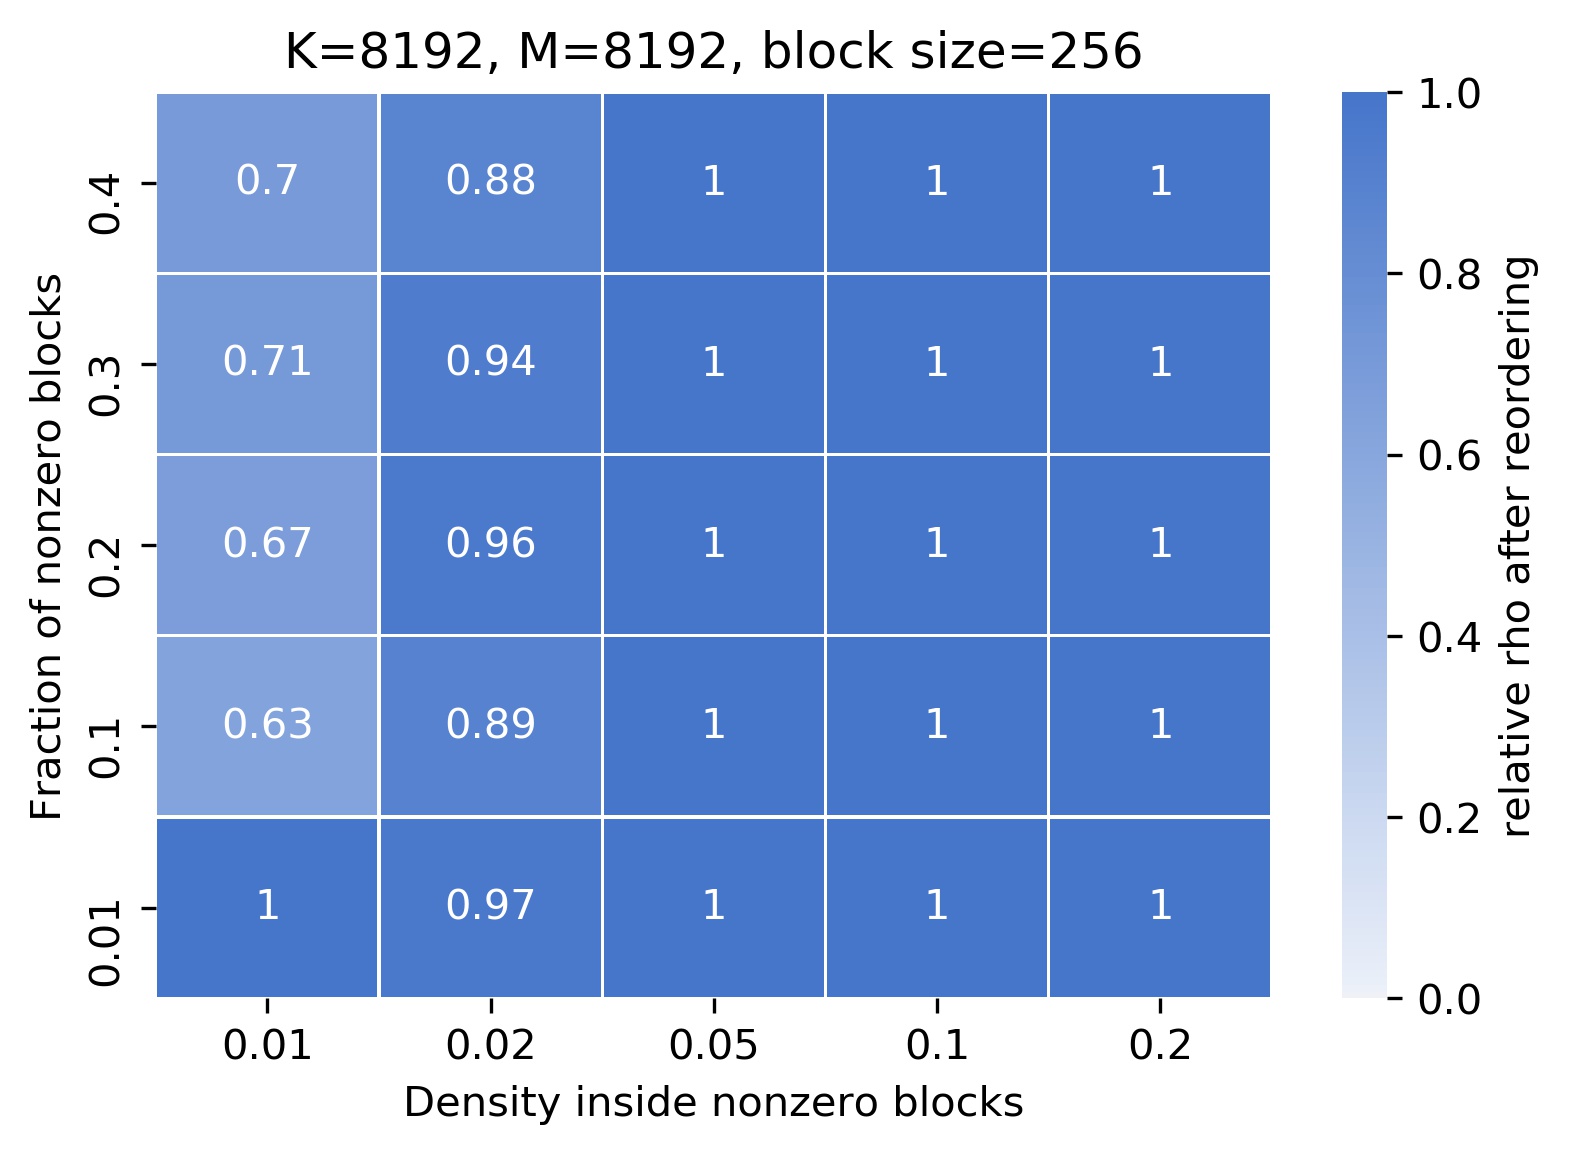 K=8192, M=8192, block size=256
Fraction of nonzero blocks
0.4 0.7 0.88 1 1 1
0.3 0.71 0.94 1 1 1
0.2 0.67 0.96 1 1 1
0.1 0.63 0.89 1 1 1
0.01 1 0.97 1 1 1
0.01 0.02 0.05 0.1 0.2
Density inside nonzero blocks
1.0
0.8
0.6
0.4
0.2
0.0
relative rho after reordering